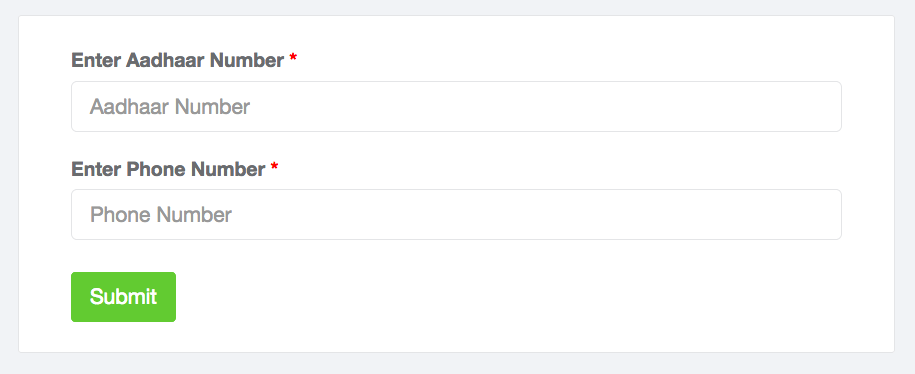 Enter Aadhaar Number *
Aadhaar Number
Enter Phone Number *
Phone Number
Submit